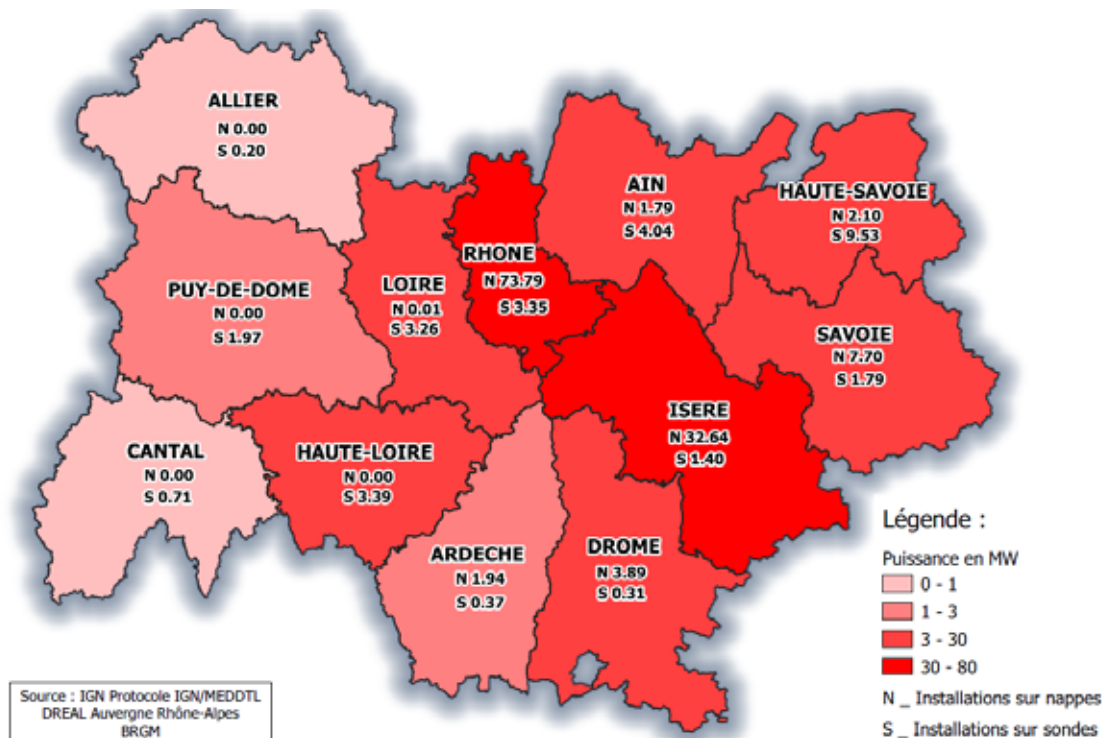 ALLIER
N 0.00
S 0.20
AIN
N 1.79
S 4.04
HAUTE-SAVOIE
N 2.10
S 9.53
RHONE
N 73.79
S 3.35
PUY-DE-DOME
N 0.00
S 1.97
LOIRE
N 0.01
S 3.26
SAVOIE
N 7.70
S 1.79
ISERE
N 32.64
S 1.40
CANTAL
N 0.00
S 0.71
HAUTE-LOIRE
N 0.00
S 3.39
ARDECHE
N 1.94
S 0.37
DROME
N 3.89
S 0.31
Légende :
Puissance en MW
0 - 1
1 - 3
3 - 30
30 - 80
N _ Installations sur nappes
S _ Installations sur sondes
Source : IGN Protocole IGN/MEDDTL
DREAL Auvergne Rhône-Alpes
BRGM